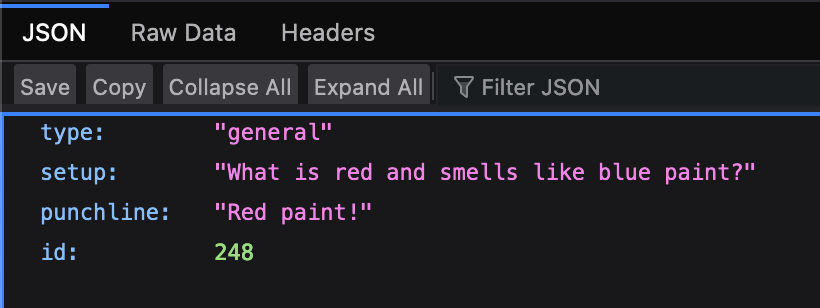 JSON Raw Data Headers
Save Copy Collapse All Expand All Filter JSON
type: "general"
setup: "What is red and smells like blue paint?"
punchline: "Red paint!"
id: 248